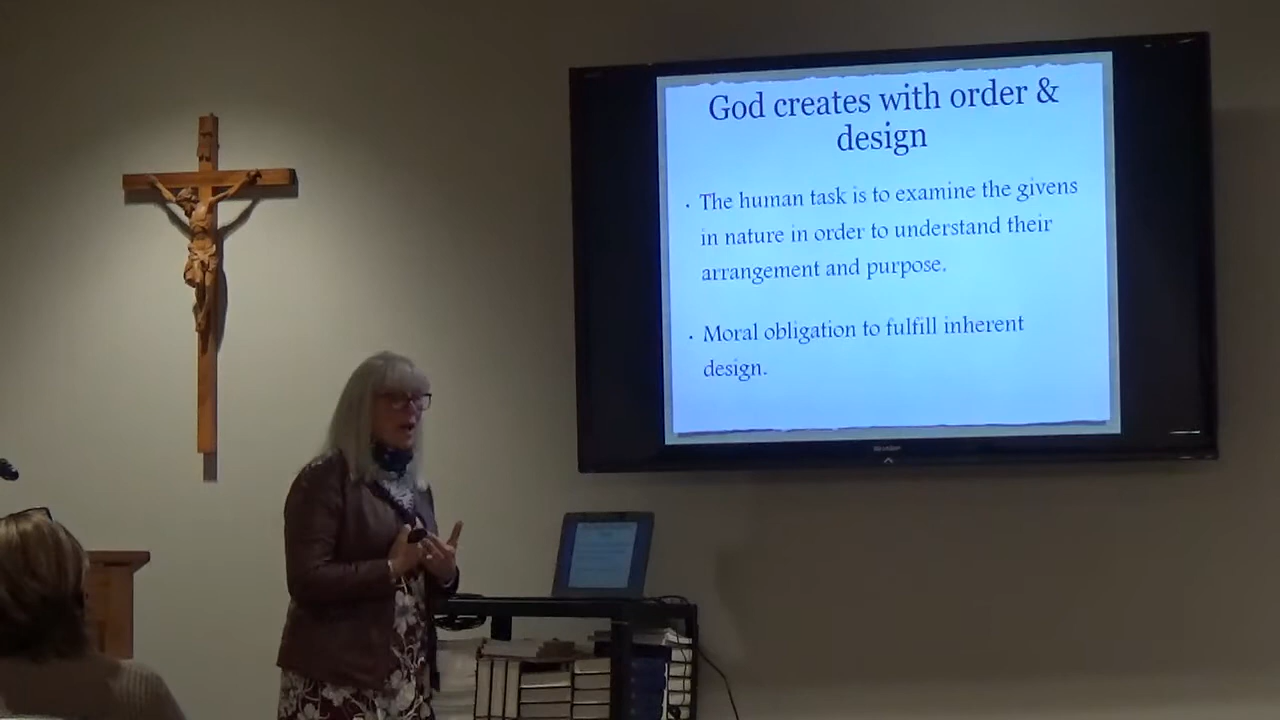 God creates with order &
design
· The human task is to examine the givens
in nature in order to understand their
arrangement and purpose.
· Moral obligation to fulfill inherent
design.